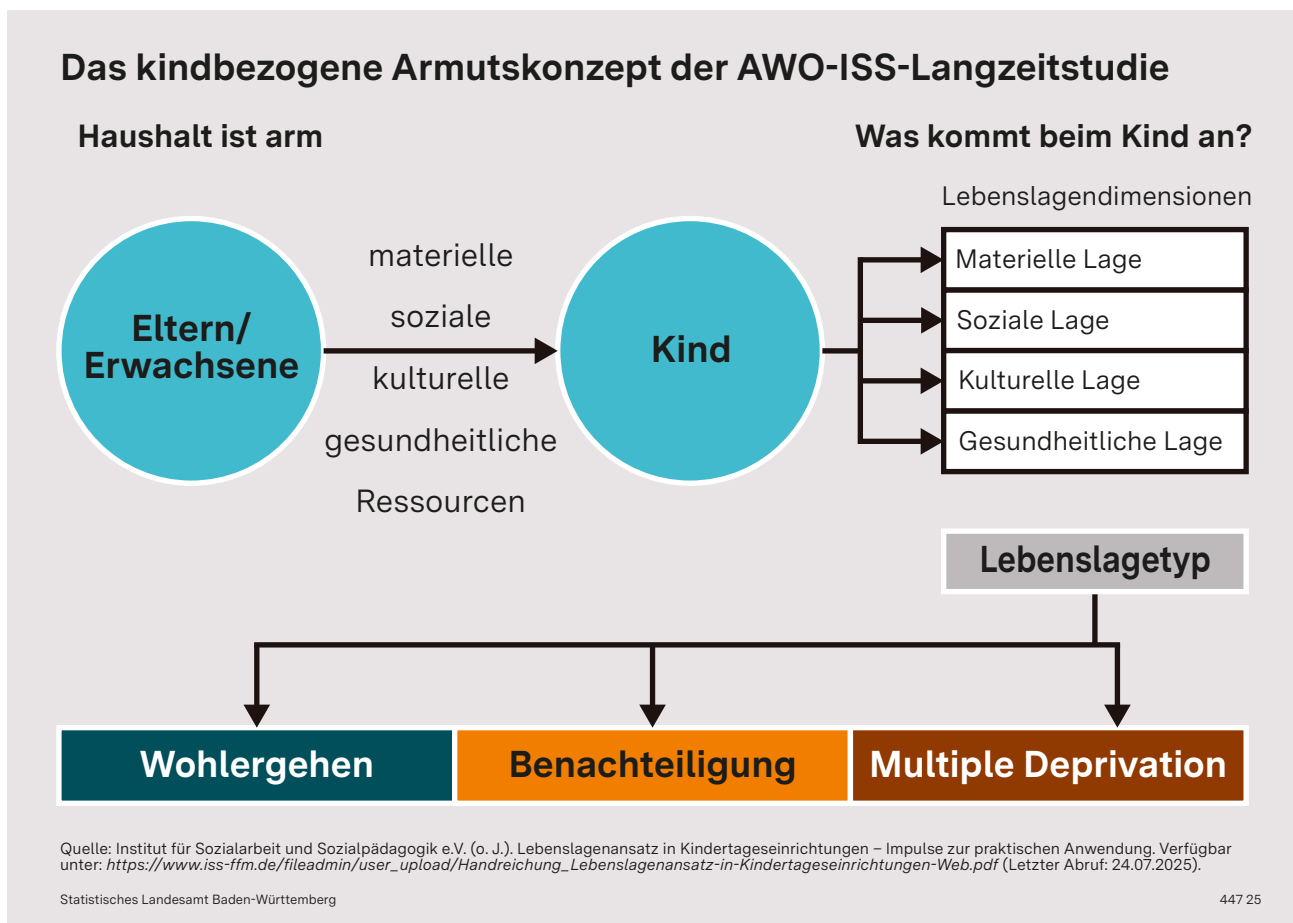 Das kindbezogene Armutskonzept der AWO-ISS-Langzeitstudie
Haushalt ist arm
Was kommt beim Kind an?
Lebenslagendimensionen
Eltern/
Erwachsene
materielle
soziale
kulturelle
gesundheitliche
Ressourcen
Kind
Materielle Lage
Soziale Lage
Kulturelle Lage
Gesundheitliche Lage
Lebenslagetyp
Wohlergehen
Benachteiligung
Multiple Deprivation
Quelle: Institut für Sozialarbeit und Sozialpädagogik e.V. (o. J.). Lebenslagenansatz in Kindertageseinrichtungen – Impulse zur praktischen Anwendung. Verfügbar
unter: https://www.iss-ffm.de/fileadmin/user_upload/Handreichung_Lebenslagenansatz-in-Kindertageseinrichtungen-Web.pdf (Letzter Abruf: 24.07.2025).
Statistisches Landesamt Baden-Württemberg
447 25